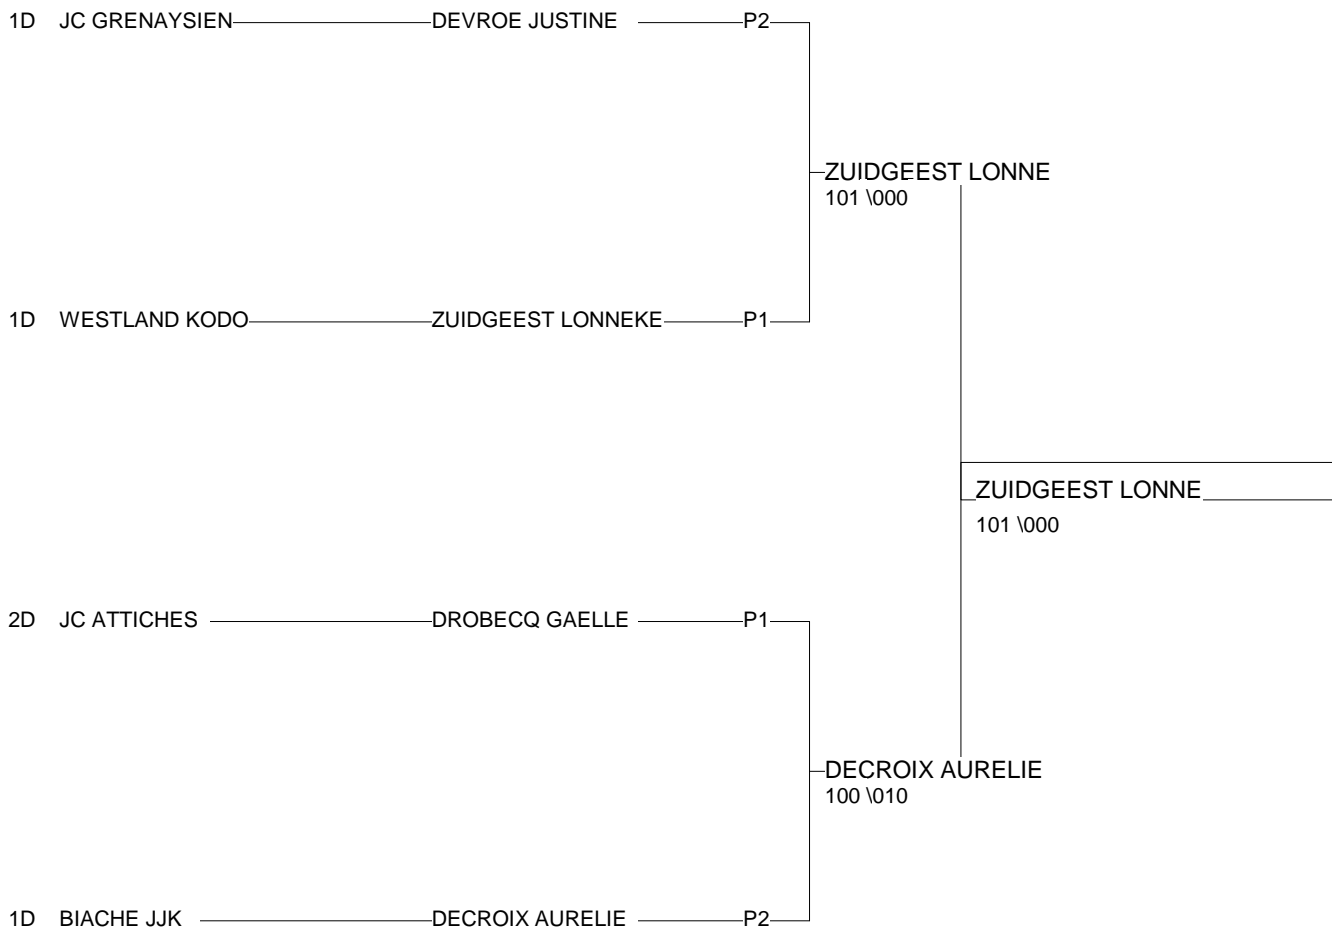 1D JC GRENAYSIEN DEVROE JUSTINE P2
ZUIDGEEST LONNE
101 \000
1D WESTLAND KODO ZUIDGEEST LONNEKE P1
ZUIDGEEST LONNE
101 \000
2D JC ATTICHES DROBECQ GAELLE P1
DECROIX AURELIE
100 \010
1D BIACHE JJK DECROIX AURELIE P2